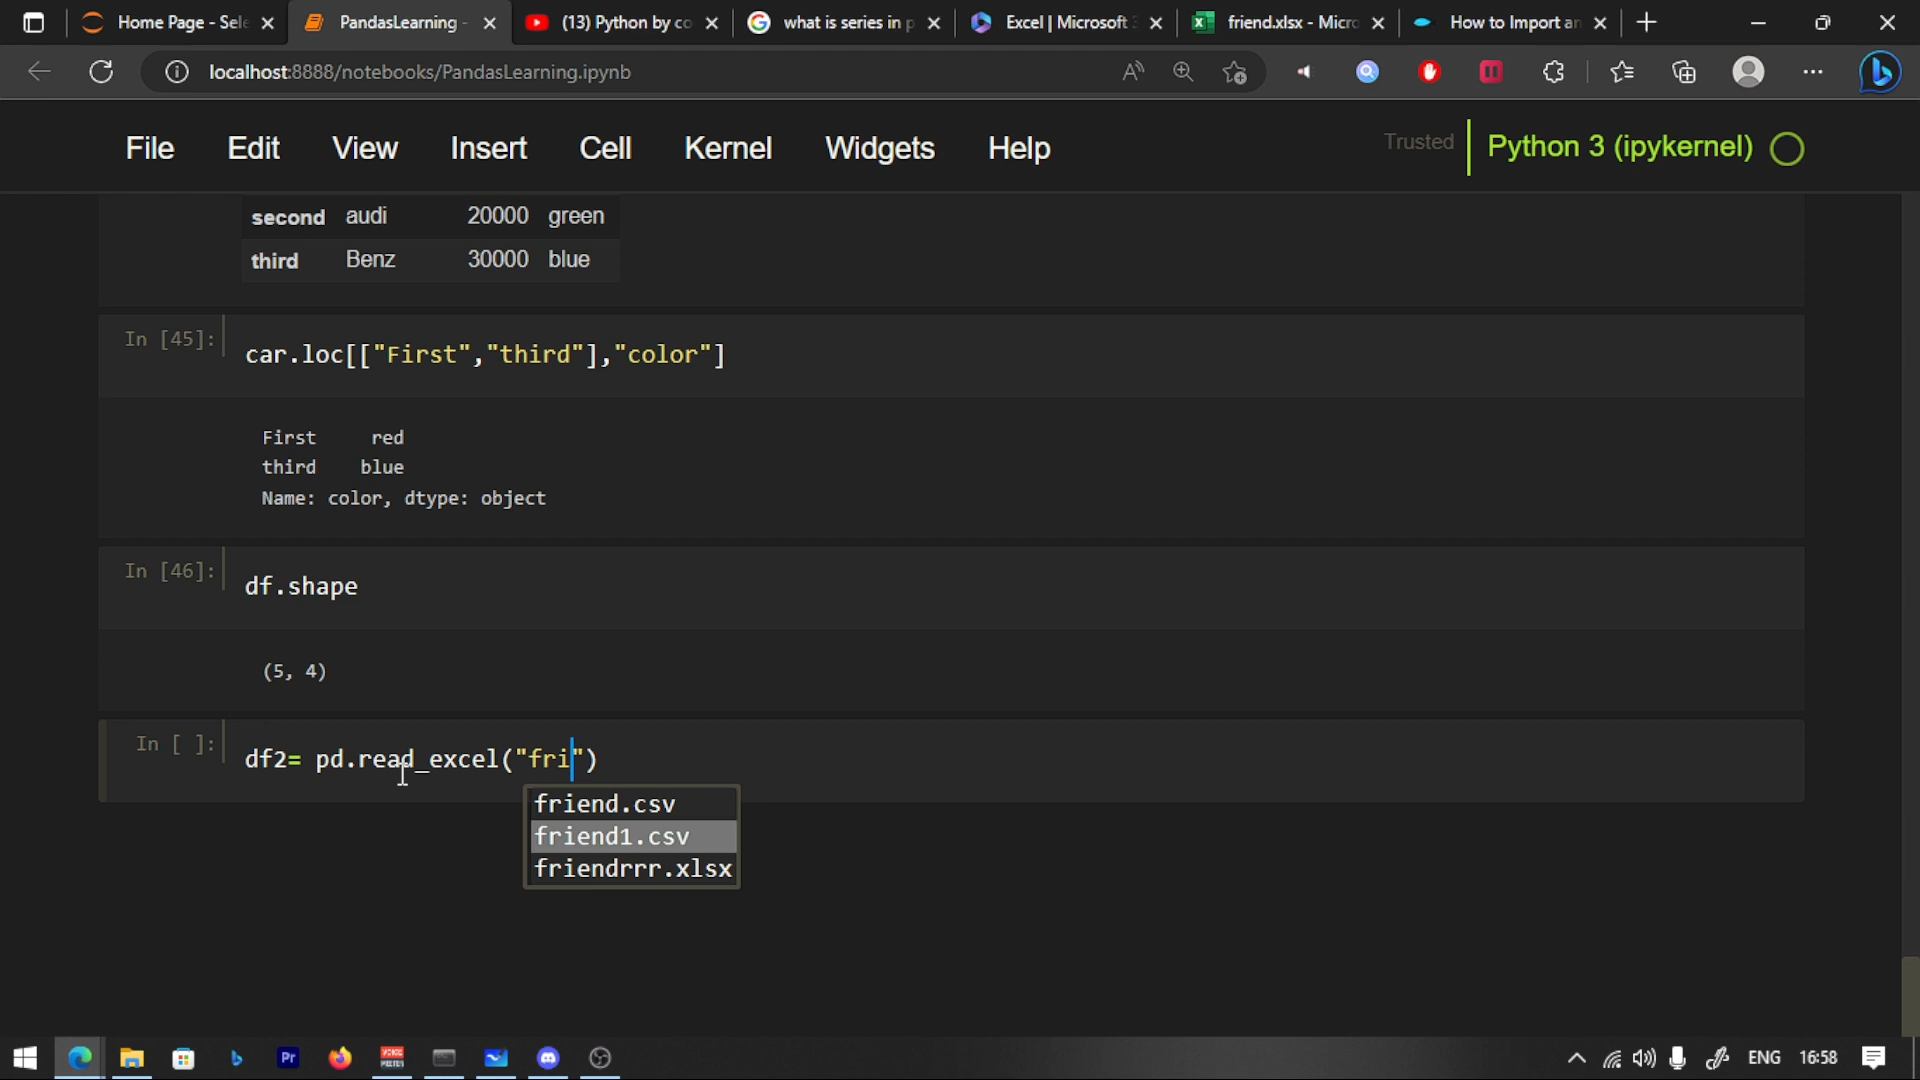 Home Page - Sele
PandasLearning -
(13) Python by co
what is series in p
Excel | Microsoft 3
friend.xlsx - Micro
How to Import an
localhost:8888/notebooks/PandasLearning.ipynb
File Edit View Insert Cell Kernel Widgets Help
Trusted
Python 3 (ipykernel)
second audi 20000 green
third Benz 30000 blue
In [45]: car.loc[["First","third"],"color"]
First red
third blue
Name: color, dtype: object
In [46]: df.shape
(5, 4)
In [ ]: df2= pd.read_excel("fri")
friend.csv
friend1.csv
friendrrr.xlsx
Pr
ENG 16:58